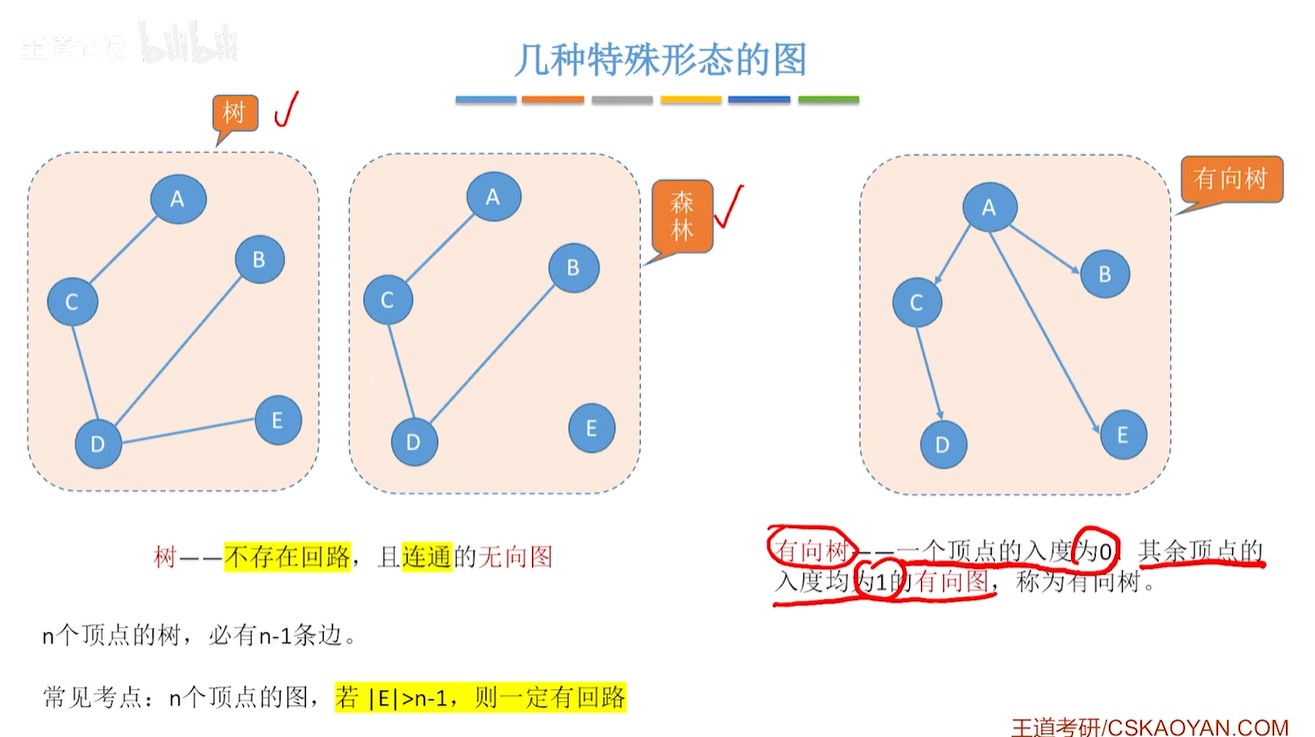 王道论坛 bilibili
几种特殊形态的图
树
森
林
有向树
A
B
C
D
E
A
B
C
D
E
A
B
C
D
E
树——不存在回路，且连通的无向图
有向树——一个顶点的入度为0、其余顶点的
入度均为1的有向图，称为有向树。
n个顶点的树，必有n-1条边。
常见考点：n个顶点的图，若 |E|>n-1，则一定有回路
王道考研/CSKAOYAN.COM